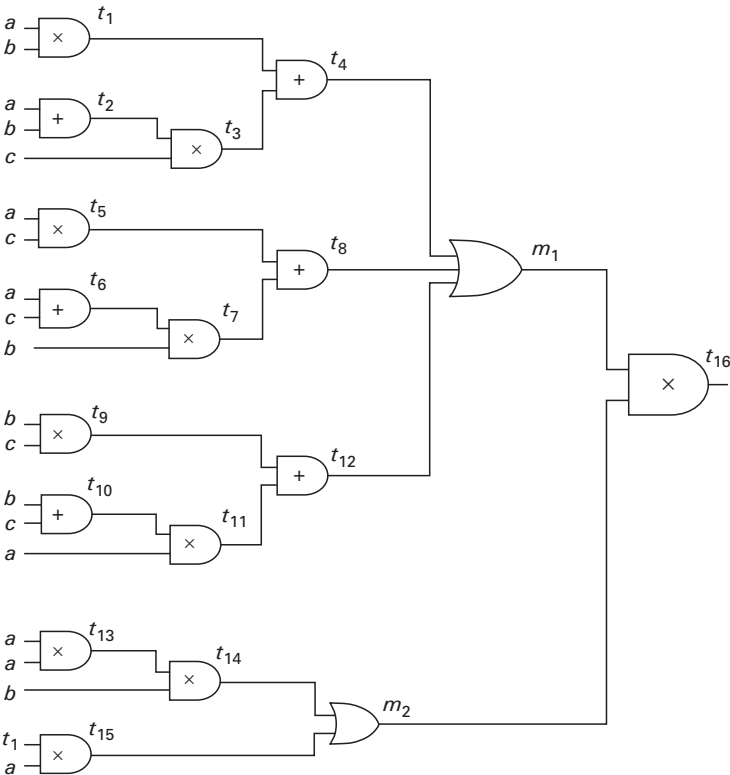 a
b
×
t1
+
t4
a
b
+
t2
c
×
t3
a
c
×
t5
+
t8
a
c
+
t6
b
×
t7
m1
×
t16
b
c
×
t9
+
t12
b
c
+
t10
a
×
t11
a
a
×
t13
b
×
t14
m2
t1
a
×
t15